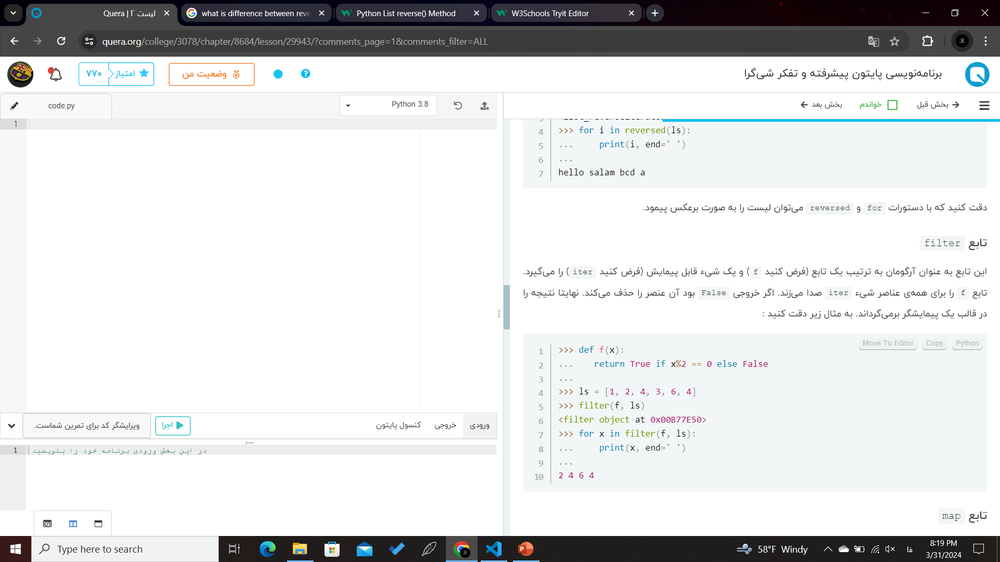 لیست ۲ | Quera
what is difference between reve
Python List reverse() Method
W3Schools Tryit Editor
quera.org/college/3078/chapter/8684/lesson/29943/?comments_page=1&comments_filter=ALL
برنامه‌نویسی پایتون پیشرفته و تفکر شی‌گرا
وضعیت من
امتیاز
۷۷۰
code.py
Python 3.8
بخش قبل
خواندم
بخش بعد
1
4 >>> for i in reversed(ls):
5 ...     print(i, end=' ')
6 ...
7 hello salam bcd a
دقت کنید که با دستورات for و reversed می‌توان لیست را به صورت برعکس پیمود.
تابع filter
این تابع به عنوان آرگومان به ترتیب یک تابع (فرض کنید f) و یک شیء قابل پیمایش (فرض کنید iter) را می‌گیرد.
تابع f را برای همه‌ی عناصر شیء iter صدا می‌زند. اگر خروجی False بود آن عنصر را حذف می‌کند. نهایتا نتیجه را
در قالب یک پیمایشگر برمی‌گرداند. به مثال زیر دقت کنید :
Move To Editor
Copy
Python
1 >>> def f(x):
2 ...    return True if x%2 == 0 else False
3 ...
4 >>> ls = [1, 2, 4, 3, 6, 4]
5 >>> filter(f, ls)
6 <filter object at 0x00B77E50>
7 >>> for x in filter(f, ls):
8 ...     print(x, end=' ')
9 ...
10 2 4 6 4
تابع map
ورودی
خروجی
کنسول پایتون
اجرا
ویرایشگر کد برای تمرین شماست.
1 در این بخش ورودی برنامه خود را بنویسید
Type here to search
58°F Windy
فا
8:19 PM
3/31/2024